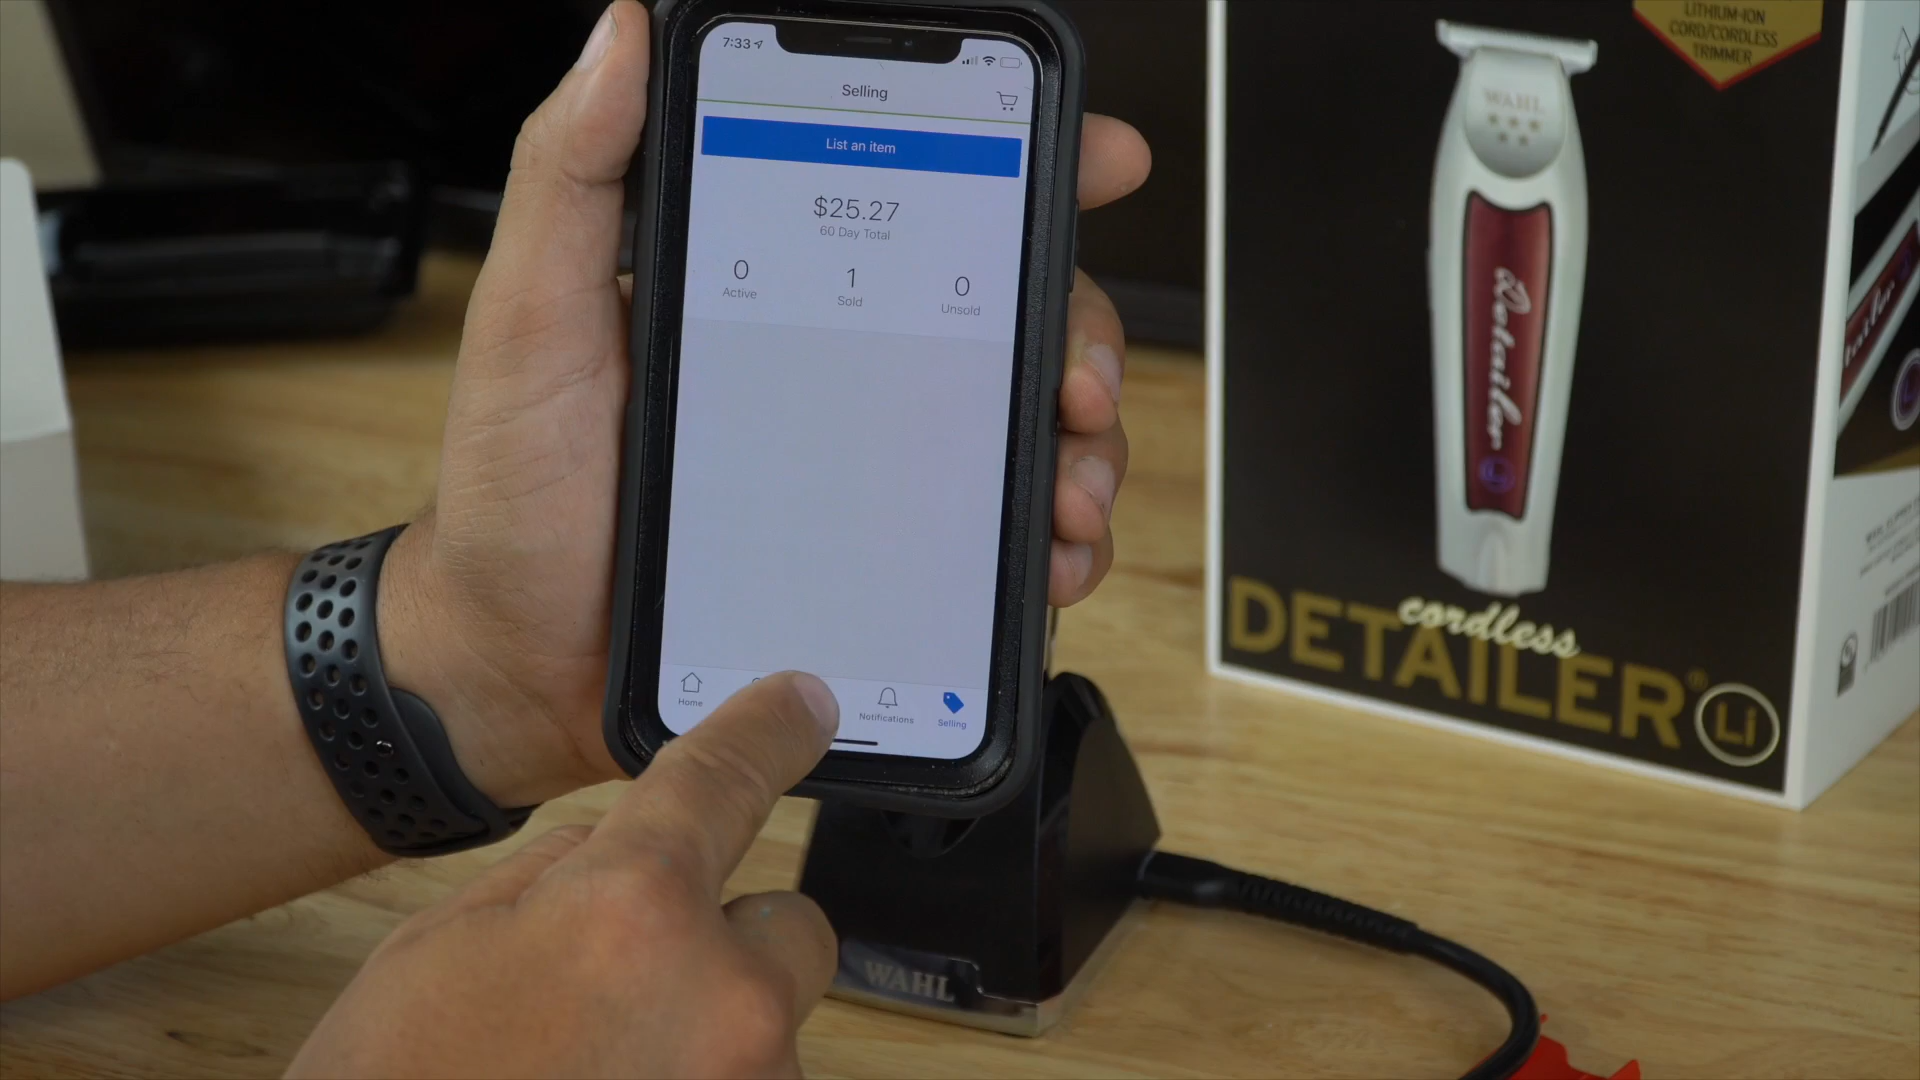 7:33
Selling
List an item
$25.27
60 Day Total
0
Active
1
Sold
0
Unsold
Home
Notifications
Selling
LITHIUM-ION
CORD/CORDLESS
TRIMMER
WAHL
Detailer
cordless
DETAILER®
Li
WAHL